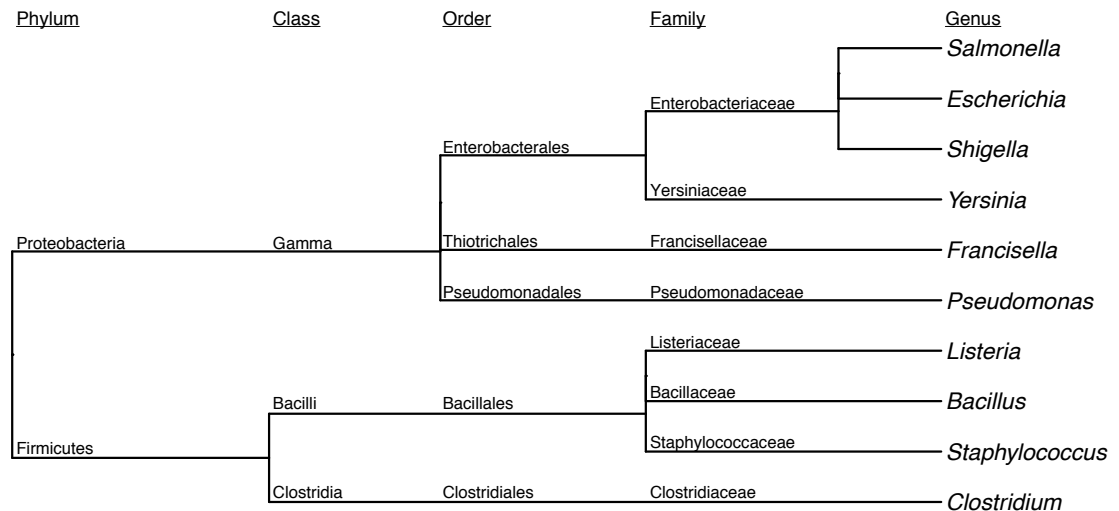 Phylum Class Order Family Genus
Salmonella
Enterobacteriaceae Escherichia
Enterobacterales Shigella
Yersiniaceae Yersinia
Proteobacteria Gamma Thiotrichales Francisellaceae Francisella
Pseudomonadales Pseudomonadaceae Pseudomonas
Listeriaceae Listeria
Bacilli Bacillales Bacillaceae Bacillus
Firmicutes Staphylococcaceae Staphylococcus
Clostridia Clostridiales Clostridiaceae Clostridium